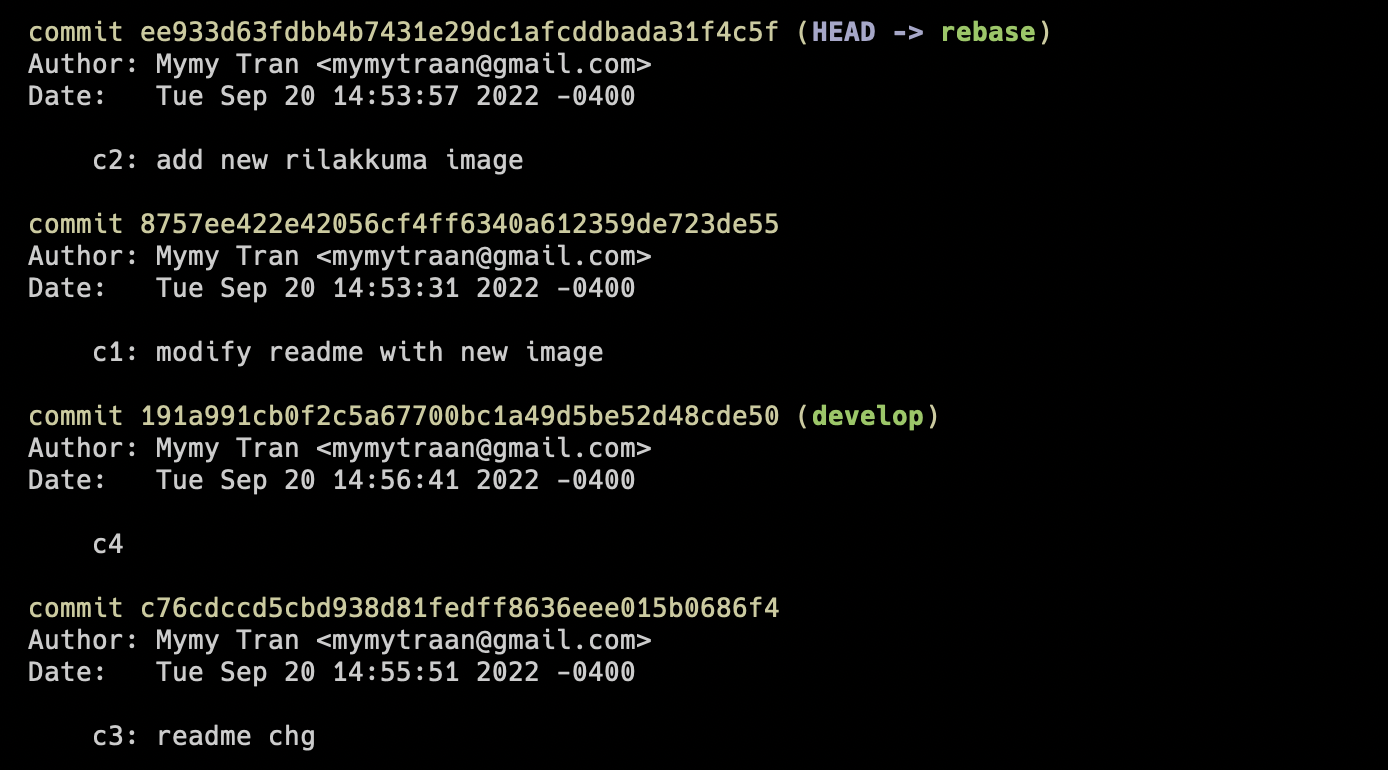 commit ee933d63fdbb4b7431e29dc1afcddbada31f4c5f (HEAD -> rebase)
Author: Mymy Tran <mymytraan@gmail.com>
Date:   Tue Sep 20 14:53:57 2022 -0400
c2: add new rilakkuma image
commit 8757ee422e42056cf4ff6340a612359de723de55
Author: Mymy Tran <mymytraan@gmail.com>
Date:   Tue Sep 20 14:53:31 2022 -0400
c1: modify readme with new image
commit 191a991cb0f2c5a67700bc1a49d5be52d48cde50 (develop)
Author: Mymy Tran <mymytraan@gmail.com>
Date:   Tue Sep 20 14:56:41 2022 -0400
c4
commit c76cdccd5cbd938d81fedff8636eee015b0686f4
Author: Mymy Tran <mymytraan@gmail.com>
Date:   Tue Sep 20 14:55:51 2022 -0400
c3: readme chg